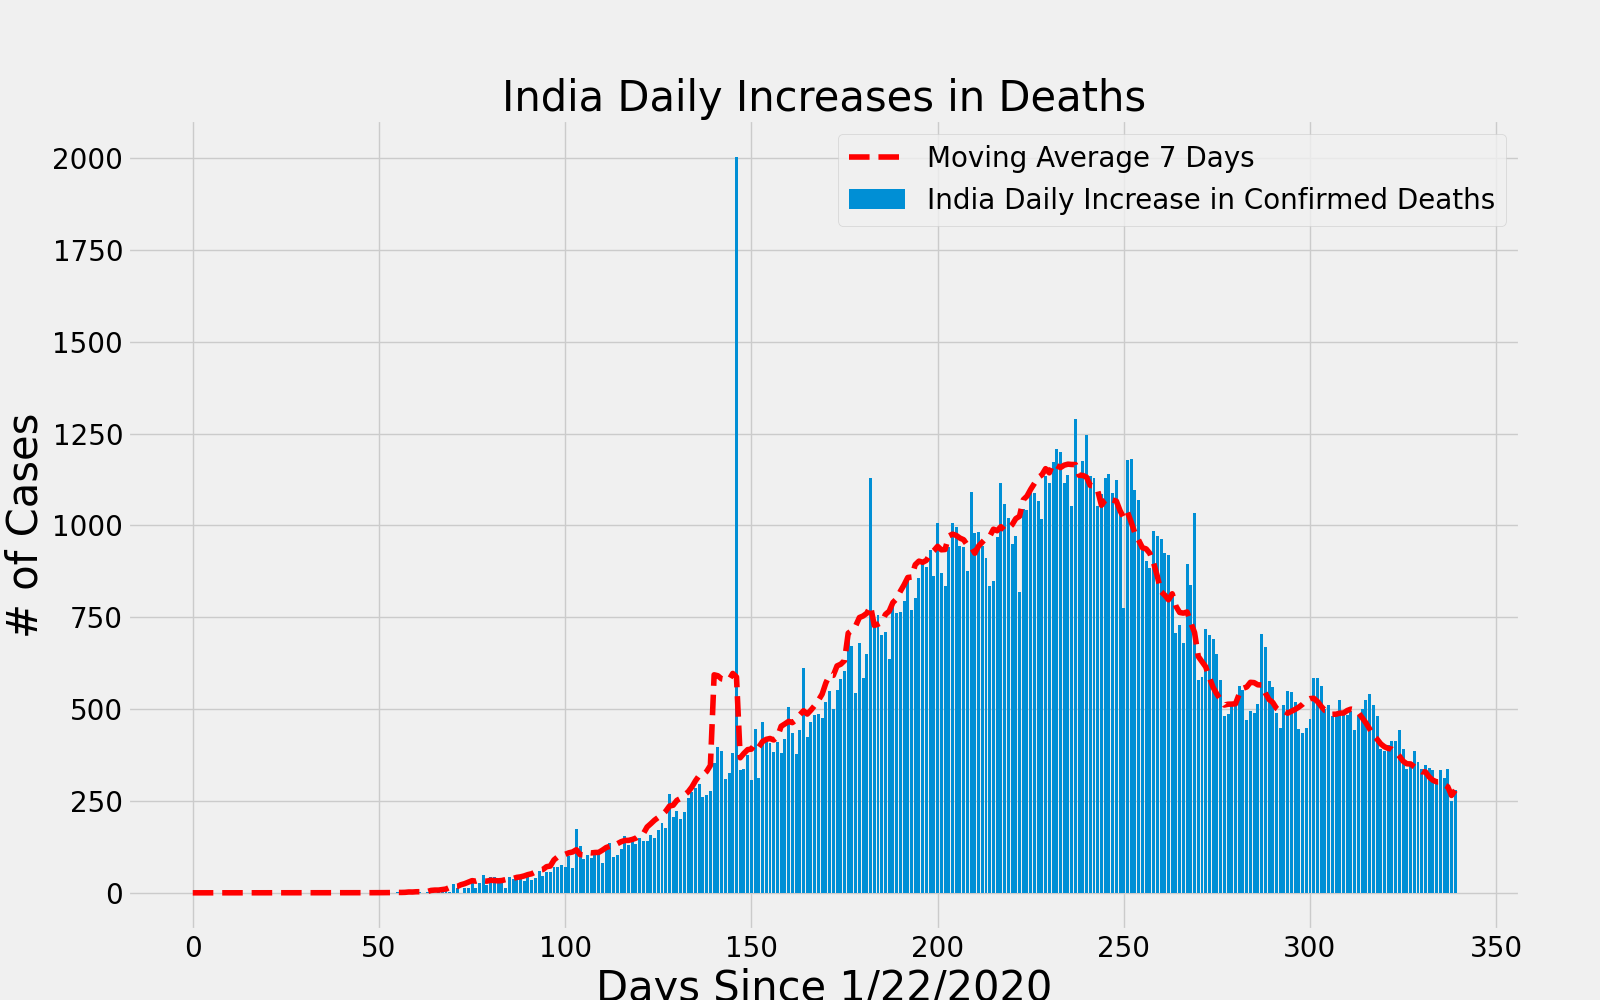 India Daily Increases in Deaths
Moving Average 7 Days
India Daily Increase in Confirmed Deaths
2000
1750
1500
1250
1000
750
500
250
0
# of Cases
0 50 100 150 200 250 300 350
Days Since 1/22/2020